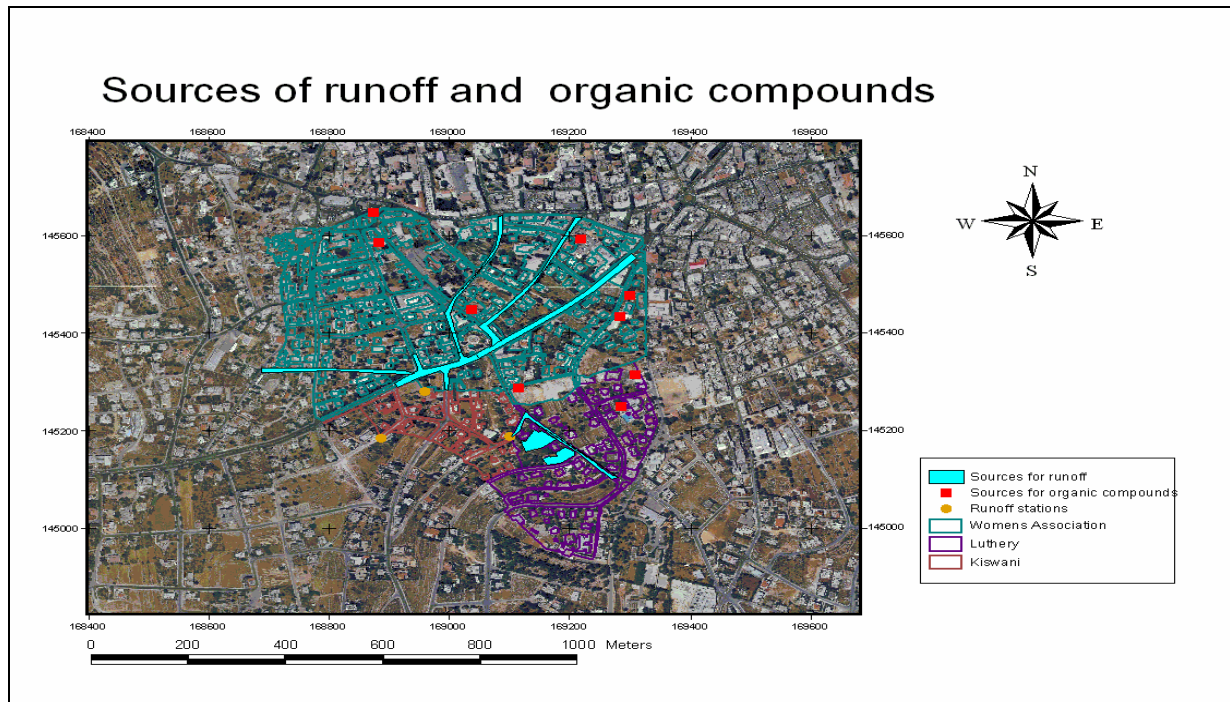 Sources of runoff and organic compounds
168400 168600 168800 169000 169200 169400 169600
145600 145600
145400 145400
145200 145200
145000 145000
168400 168600 168800 169000 169200 169400 169600
0 200 400 600 800 1000 Meters
N
W E
S
Sources for runoff
Sources for organic compounds
Runoff stations
Womens Association
Luthery
Kiswani